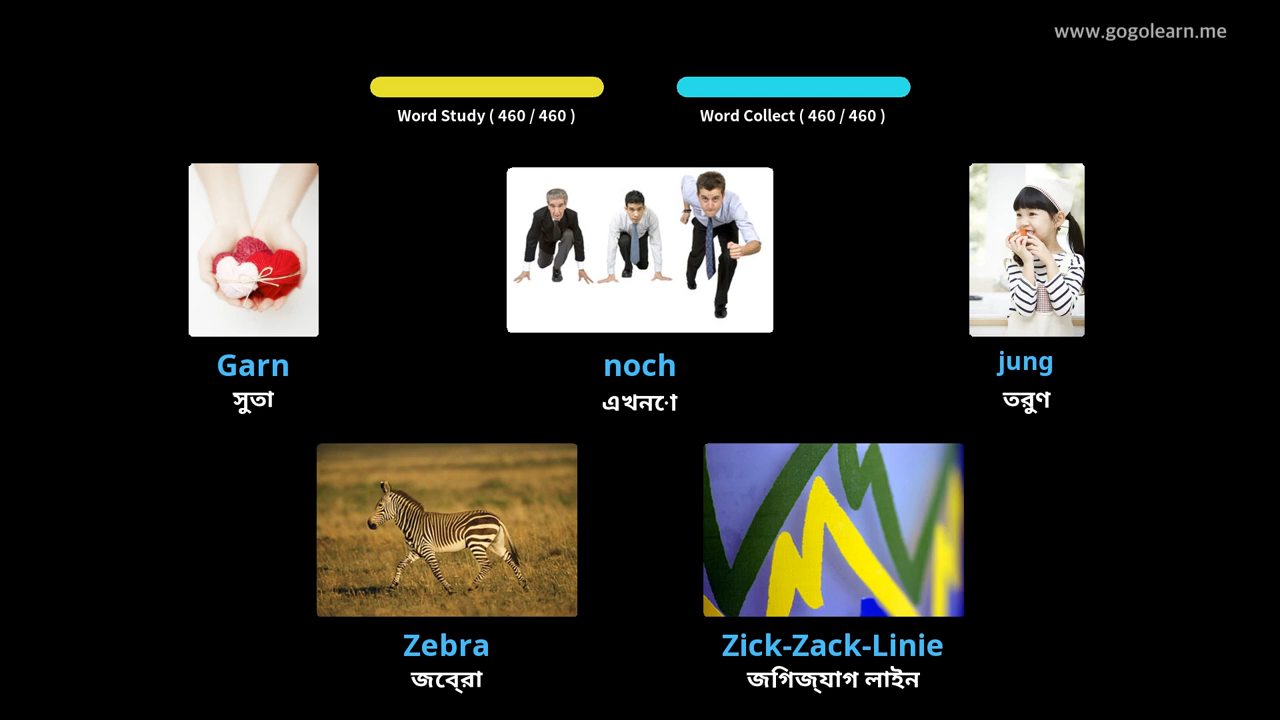 www.gogolearn.me
Word Study ( 460 / 460 )
Word Collect ( 460 / 460 )
Garn
সুতা
noch
এখনো
jung
তরুণ
Zebra
জেব্রা
Zick-Zack-Linie
জিগজ্যাগ লাইন